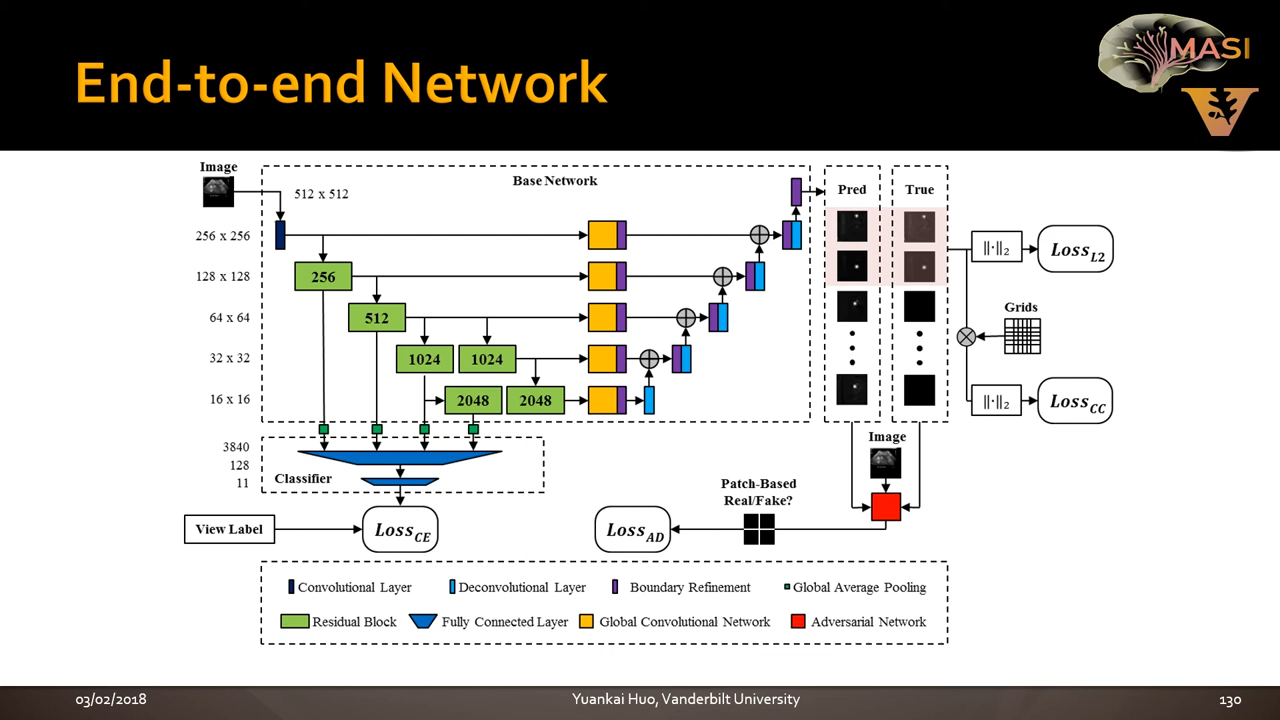 End-to-end Network
MASI
V
Image
512 x 512
Base Network
Pred
True
256 x 256
||·||₂
Loss_L2
128 x 128
256
64 x 64
512
Grids
32 x 32
1024
1024
16 x 16
2048
2048
||·||₂
Loss_CC
3840
128
11
Classifier
Image
Patch-Based
Real/Fake?
View Label
Loss_CE
Loss_AD
Convolutional Layer
Deconvolutional Layer
Boundary Refinement
Global Average Pooling
Residual Block
Fully Connected Layer
Global Convolutional Network
Adversarial Network
03/02/2018
Yuankai Huo, Vanderbilt University
130